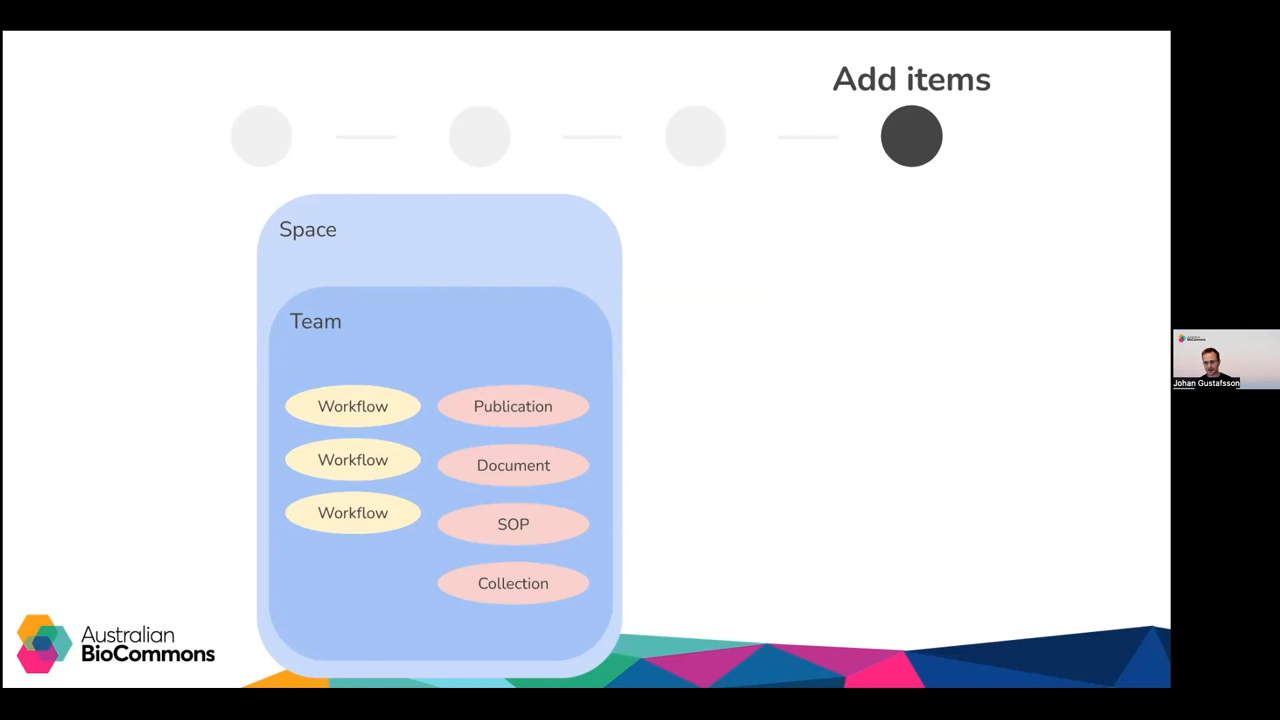 Add items
Space
Team
Workflow
Publication
Workflow
Document
Workflow
SOP
Collection
Australian
BioCommons
Johan Gustafsson